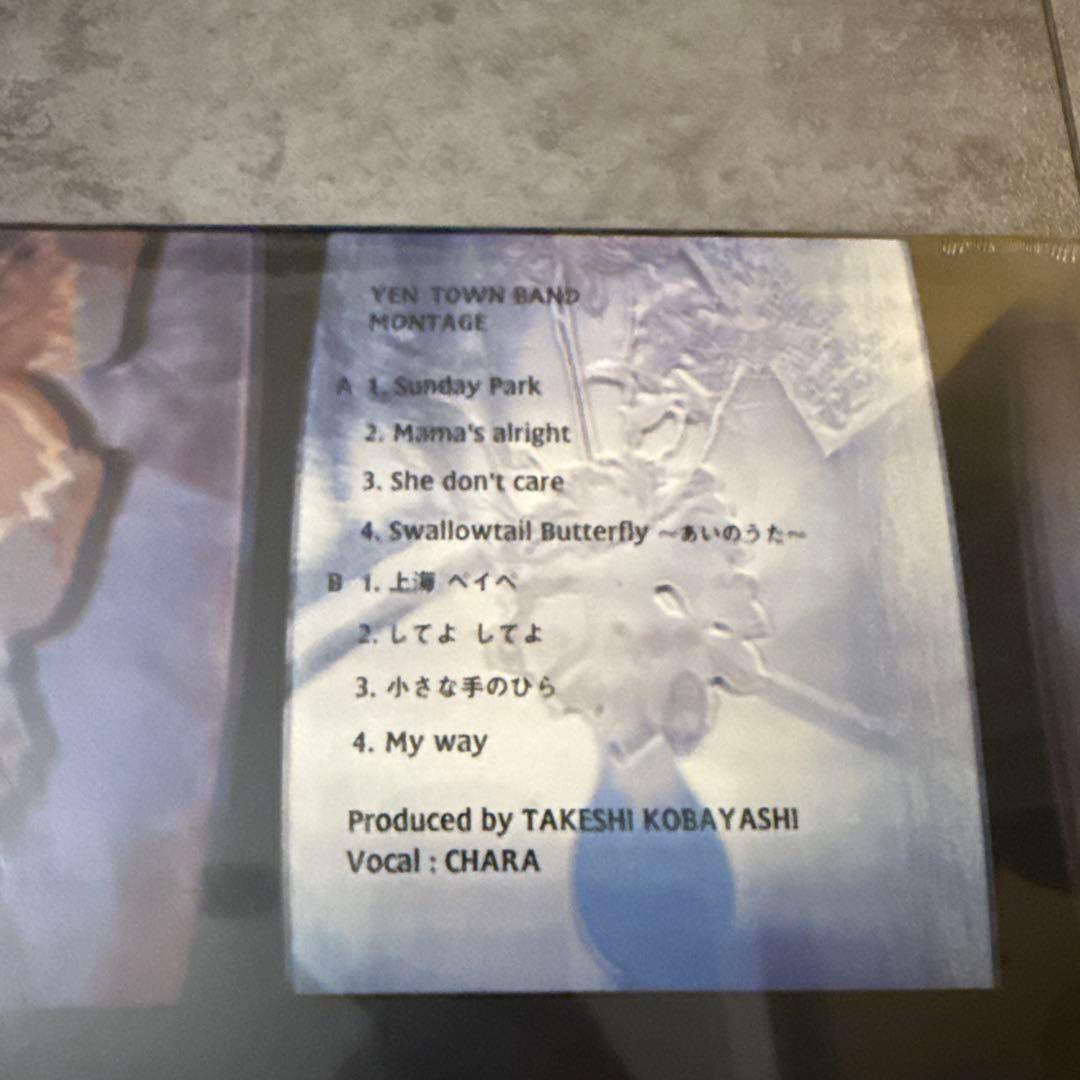 YEN TOWN BAND
MONTAGE
A 1. Sunday Park
2. Mama's alright
3. She don't care
4. Swallowtail Butterfly ～あいのうた～
B 1. 上海 ベイベ
2. してよ してよ
3. 小さな手のひら
4. My way
Produced by TAKESHI KOBAYASHI
Vocal : CHARA